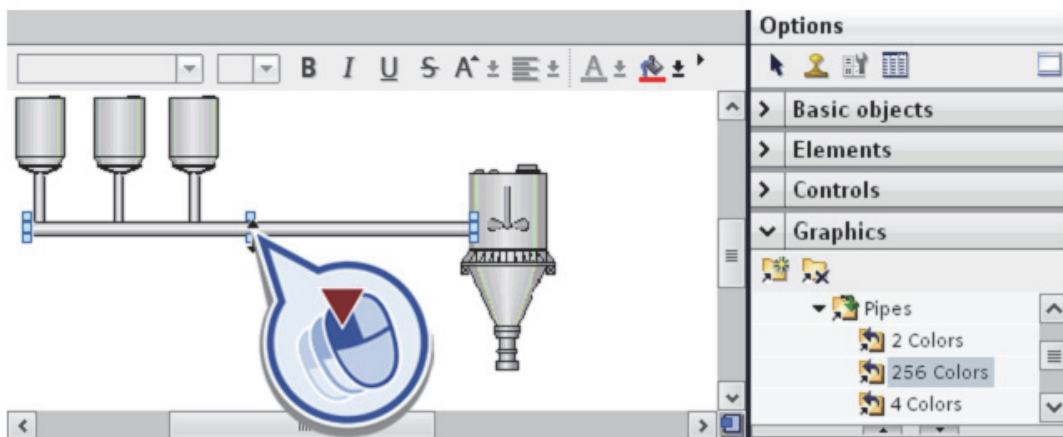 Options
B I U S A A
Basic objects
Elements
Controls
Graphics
Pipes
2 Colors
256 Colors
4 Colors